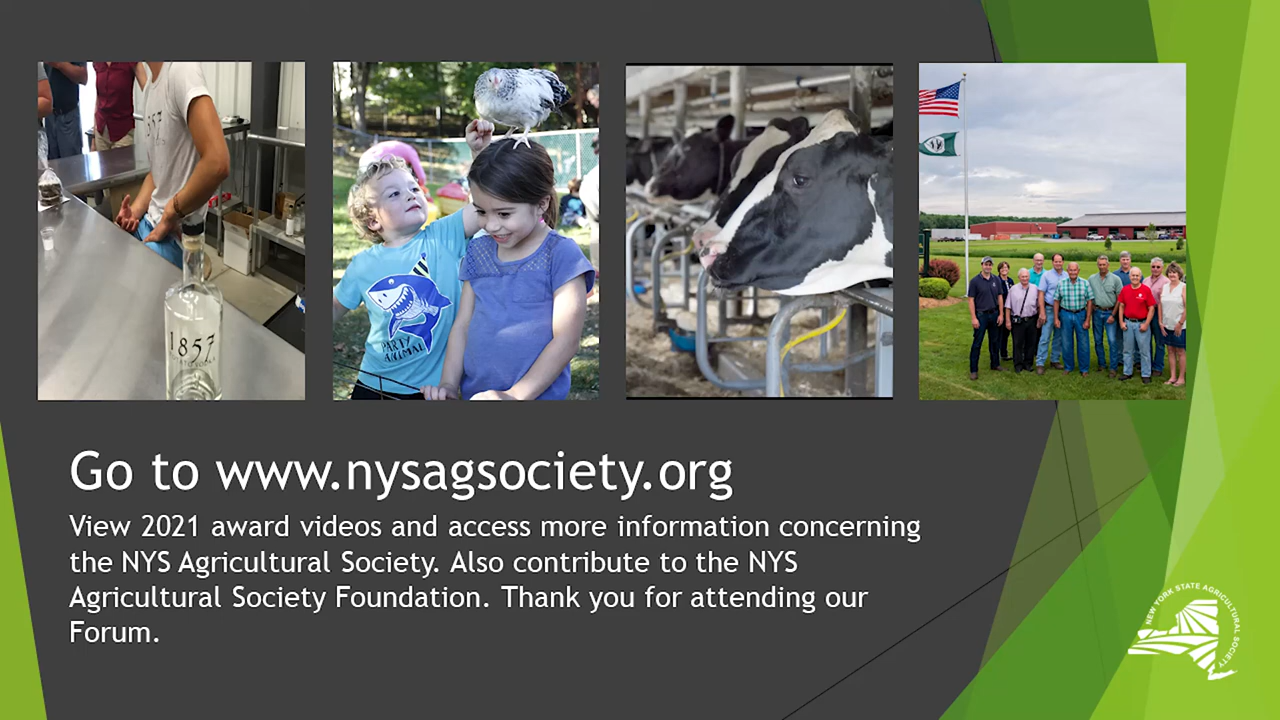 1857
1857
PARTY
ANIMAL
Go to www.nysagsociety.org
View 2021 award videos and access more information concerning
the NYS Agricultural Society. Also contribute to the NYS
Agricultural Society Foundation. Thank you for attending our
Forum.
NEW YORK STATE AGRICULTURAL SOCIETY